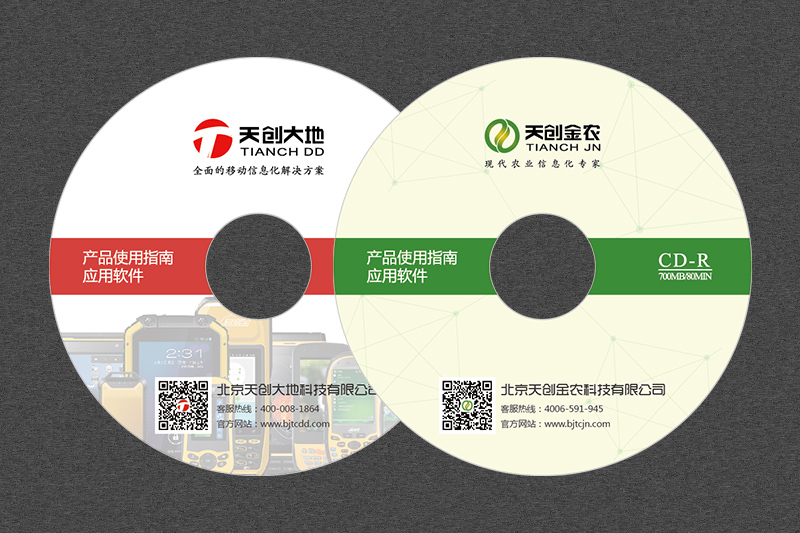 天创大地
TIANCH DD
全面的移动信息化解决方案
产品使用指南
应用软件
2:31
北京天创大地科技有限公司
客服热线：400-008-1864
官方网站：www.bjtcdd.com
天创金农
TIANCH JN
现代农业信息化专家
产品使用指南
应用软件
CD-R
700MB/80MIN
北京天创金农科技有限公司
客服热线：4006-591-945
官方网站：www.bjtcjn.com